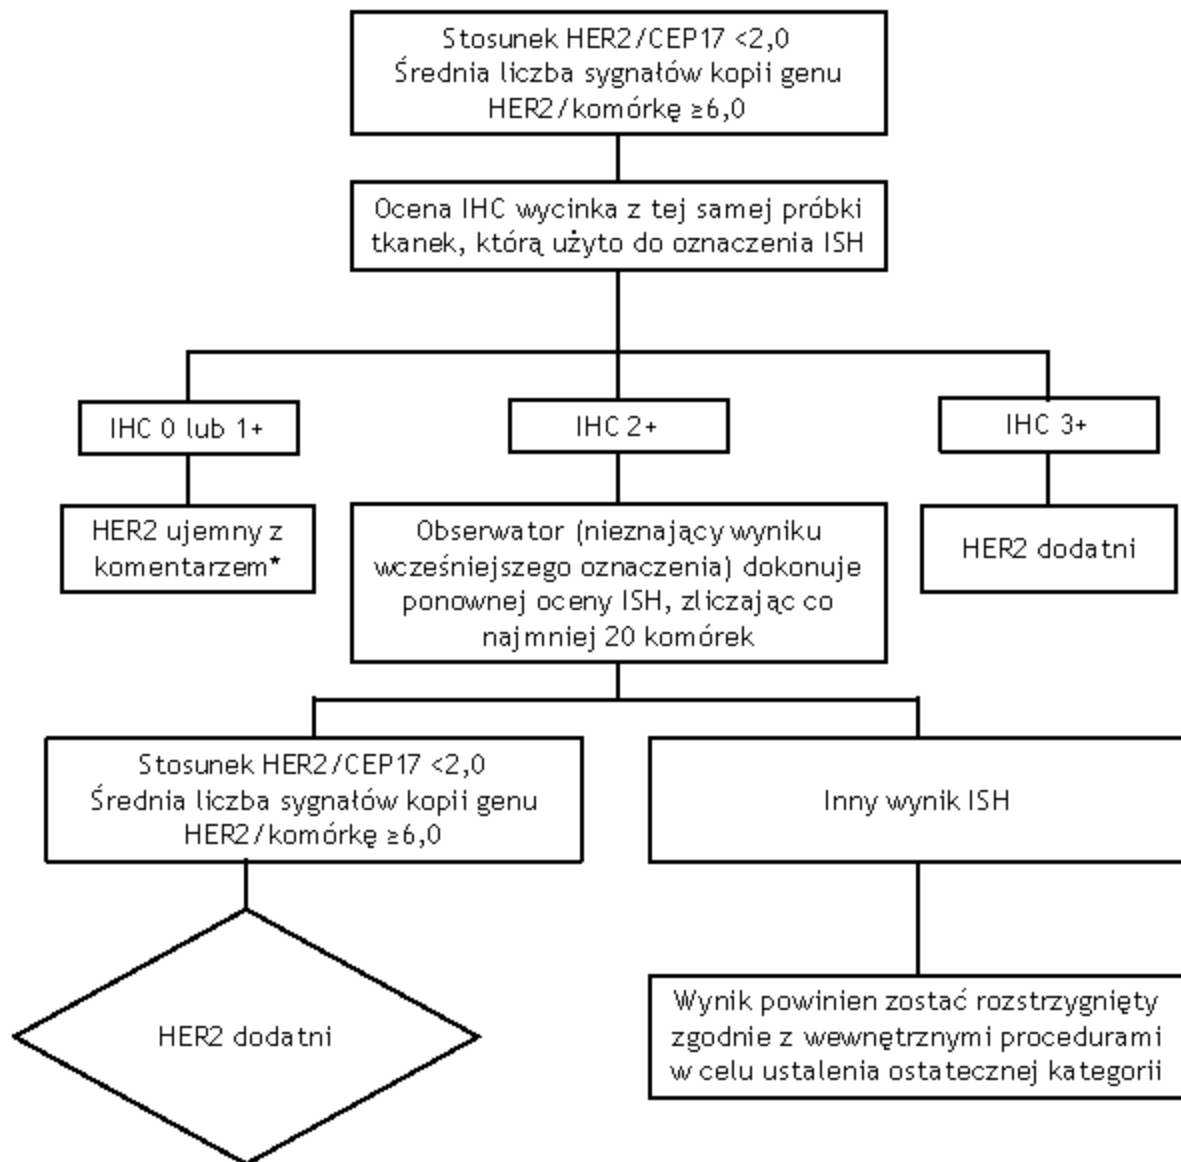 Stosunek HER2/CEP17 <2,0
Średnia liczba sygnałów kopii genu
HER2/komórkę ≥6,0
Ocena IHC wycinka z tej samej próbki
tkanek, którą użyto do oznaczenia ISH
IHC 0 lub 1+
IHC 2+
IHC 3+
HER2 ujemny z
komentarzem*
Obserwator (nieznający wyniku
wcześniejszego oznaczenia) dokonuje
ponownej oceny ISH, zliczając co
najmniej 20 komórek
HER2 dodatni
Stosunek HER2/CEP17 <2,0
Średnia liczba sygnałów kopii genu
HER2/komórkę ≥6,0
Inny wynik ISH
HER2 dodatni
Wynik powinien zostać rozstrzygnięty
zgodnie z wewnętrznymi procedurami
w celu ustalenia ostatecznej kategorii